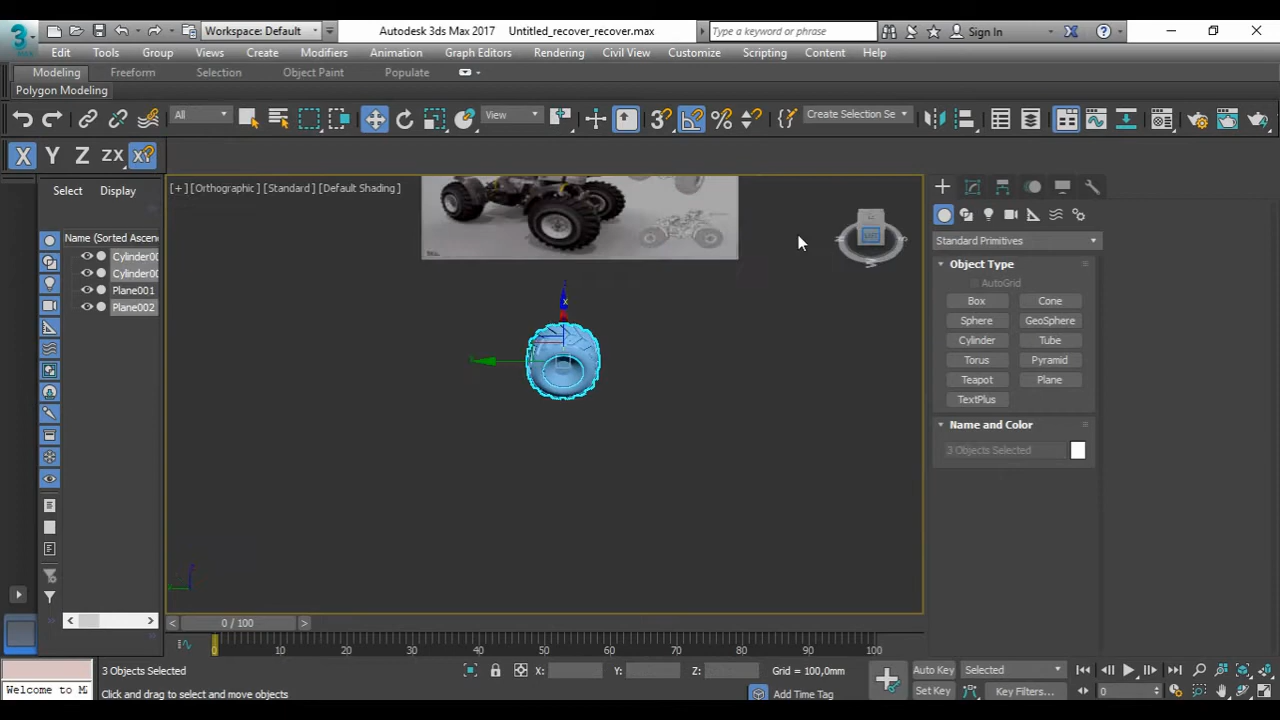 Workspace: Default
Autodesk 3ds Max 2017 Untitled_recover_recover.max
Type a keyword or phrase
Sign In
Edit Tools Group Views Create Modifiers Animation Graph Editors Rendering Civil View Customize Scripting Content Help
Modeling Freeform Selection Object Paint Populate
Polygon Modeling
All
View
Create Selection Se
X Y Z ZX
Select Display
[+] [Orthographic] [Standard] [Default Shading]
Name (Sorted Ascen
Cylinder00
Cylinder00
Plane001
Plane002
Standard Primitives
Object Type
AutoGrid
Box Cone
Sphere GeoSphere
Cylinder Tube
Torus Pyramid
Teapot Plane
TextPlus
Name and Color
3 Objects Selected
0 / 100
0 10 20 30 40 50 60 70 80 90 100
3 Objects Selected
X: Y: Z: Grid = 100,0mm
Auto Key Selected
Welcome to M
Click and drag to select and move objects
Add Time Tag
Set Key Key Filters...
0